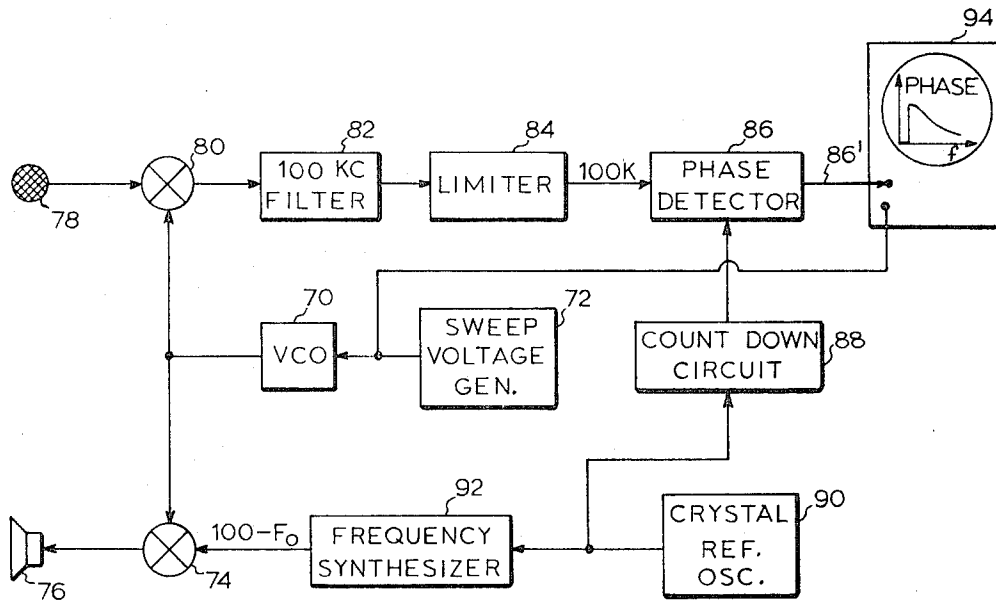 94
PHASE
f
80
82
84
86
86'
100 KC
FILTER
LIMITER
100K
PHASE
DETECTOR
78
70
72
VCO
SWEEP
VOLTAGE
GEN.
COUNT DOWN
CIRCUIT
88
92
100-Fo
FREQUENCY
SYNTHESIZER
CRYSTAL
REF.
OSC.
90
76
74